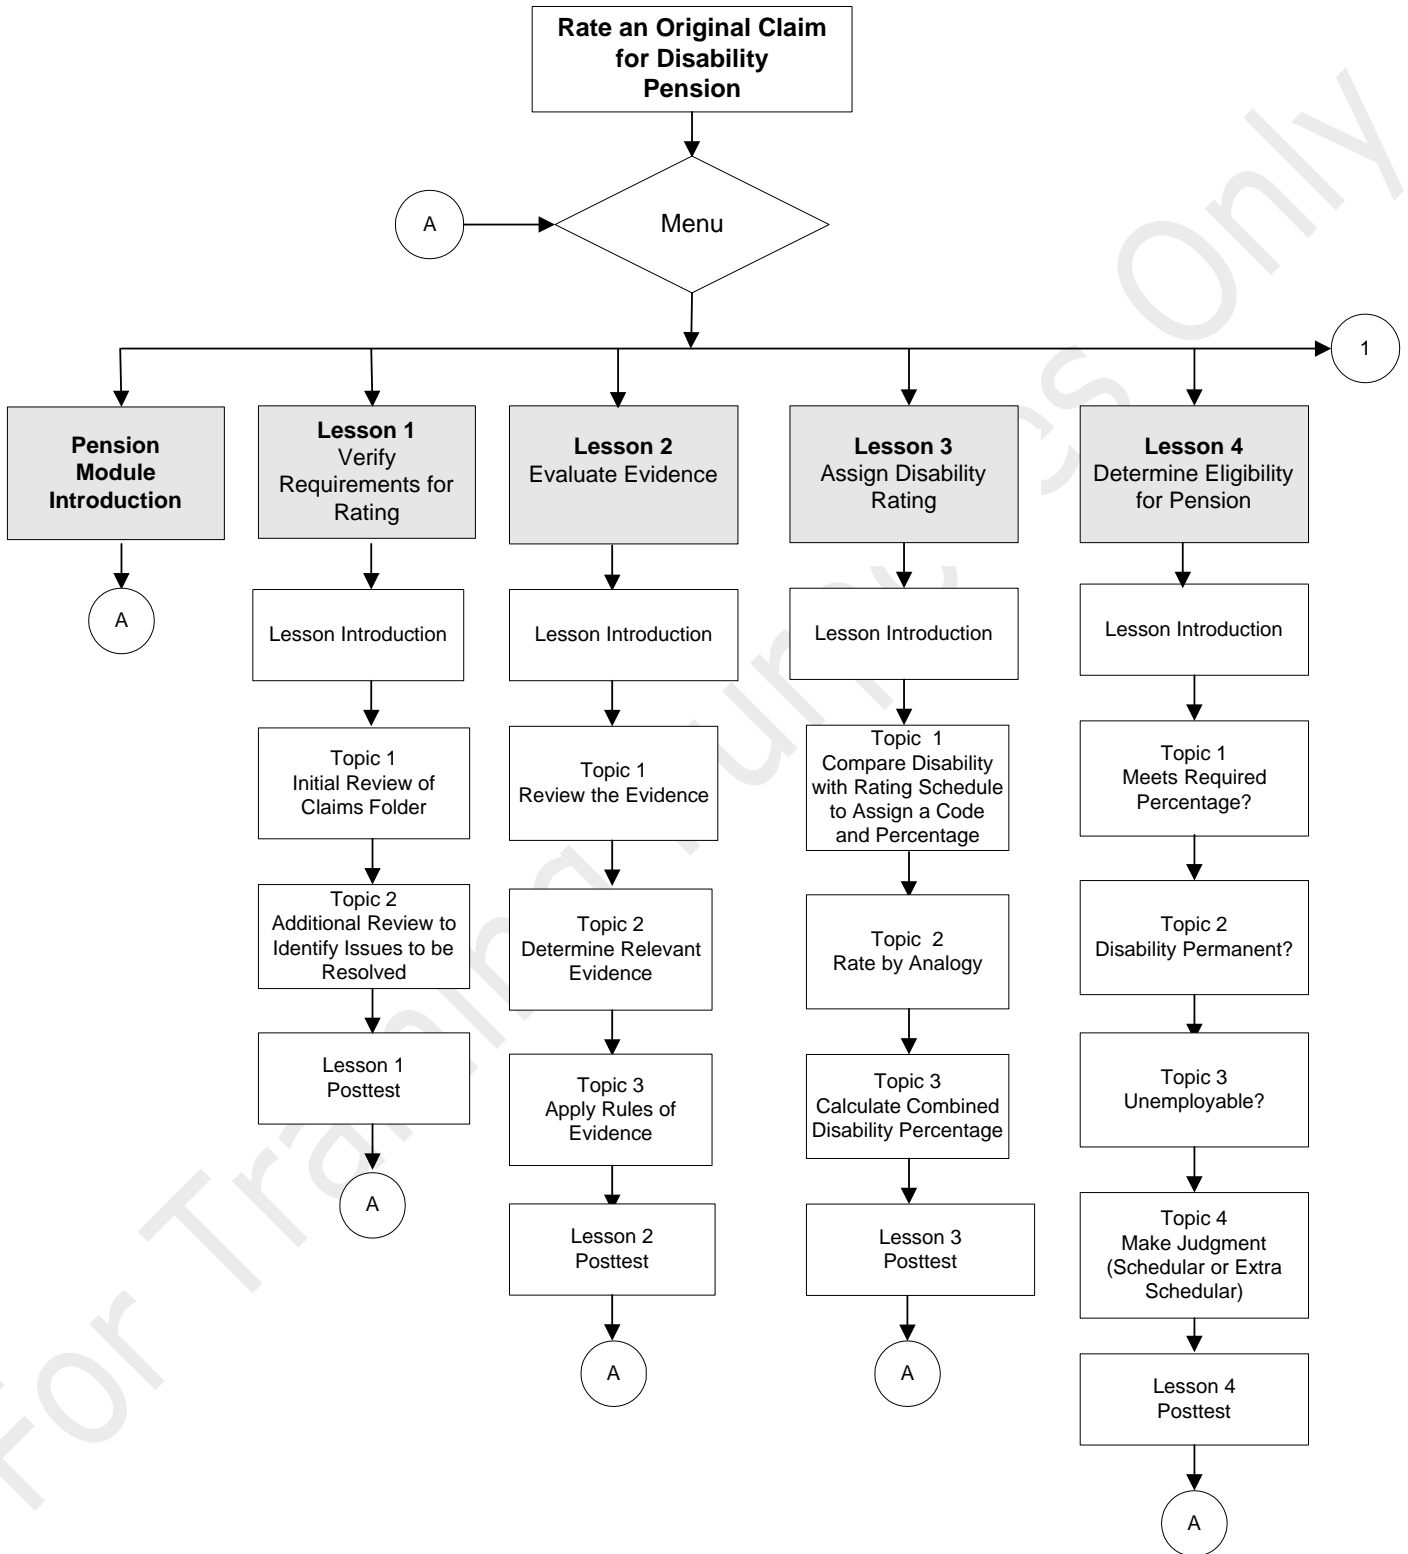 Rate an Original Claim
for Disability
Pension
A
Menu
1
Pension
Module
Introduction
A
Lesson 1
Verify
Requirements for
Rating
Lesson Introduction
Topic 1
Initial Review of
Claims Folder
Topic 2
Additional Review to
Identify Issues to be
Resolved
Lesson 1
Posttest
A
Lesson 2
Evaluate Evidence
Lesson Introduction
Topic 1
Review the Evidence
Topic 2
Determine Relevant
Evidence
Topic 3
Apply Rules of
Evidence
Lesson 2
Posttest
A
Lesson 3
Assign Disability
Rating
Lesson Introduction
Topic 1
Compare Disability
with Rating Schedule
to Assign a Code
and Percentage
Topic 2
Rate by Analogy
Topic 3
Calculate Combined
Disability Percentage
Lesson 3
Posttest
A
Lesson 4
Determine Eligibility
for Pension
Lesson Introduction
Topic 1
Meets Required
Percentage?
Topic 2
Disability Permanent?
Topic 3
Unemployable?
Topic 4
Make Judgment
(Schedular or Extra
Schedular)
Lesson 4
Posttest
A
For Training Purposes Only